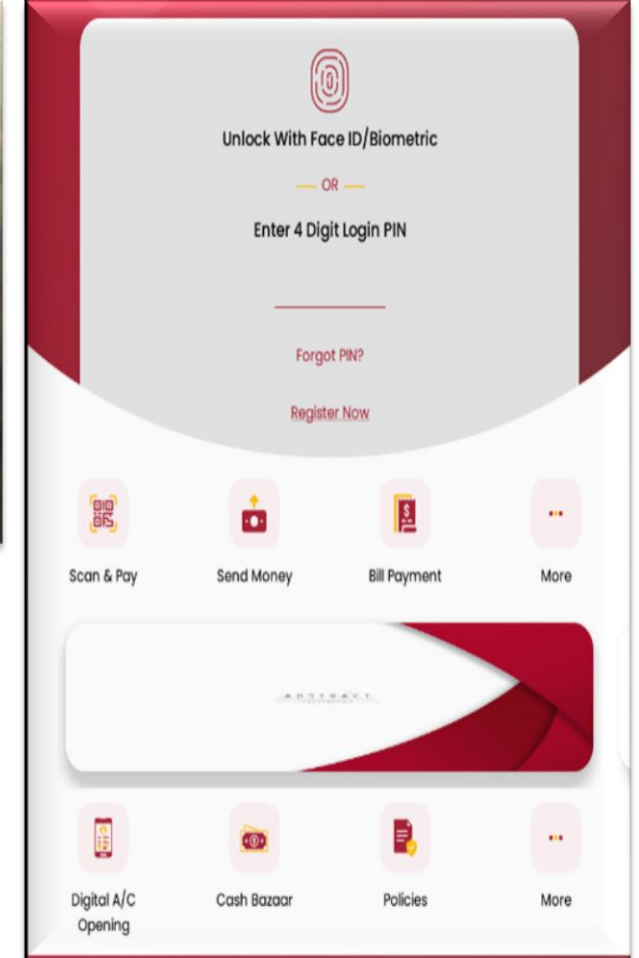 Unlock With Face ID/Biometric
OR
Enter 4 Digit Login PIN
Forgot PIN?
Register Now
Scan & Pay
Send Money
Bill Payment
More
ABSTRACT
Digital A/C
Opening
Cash Bazaar
Policies
More